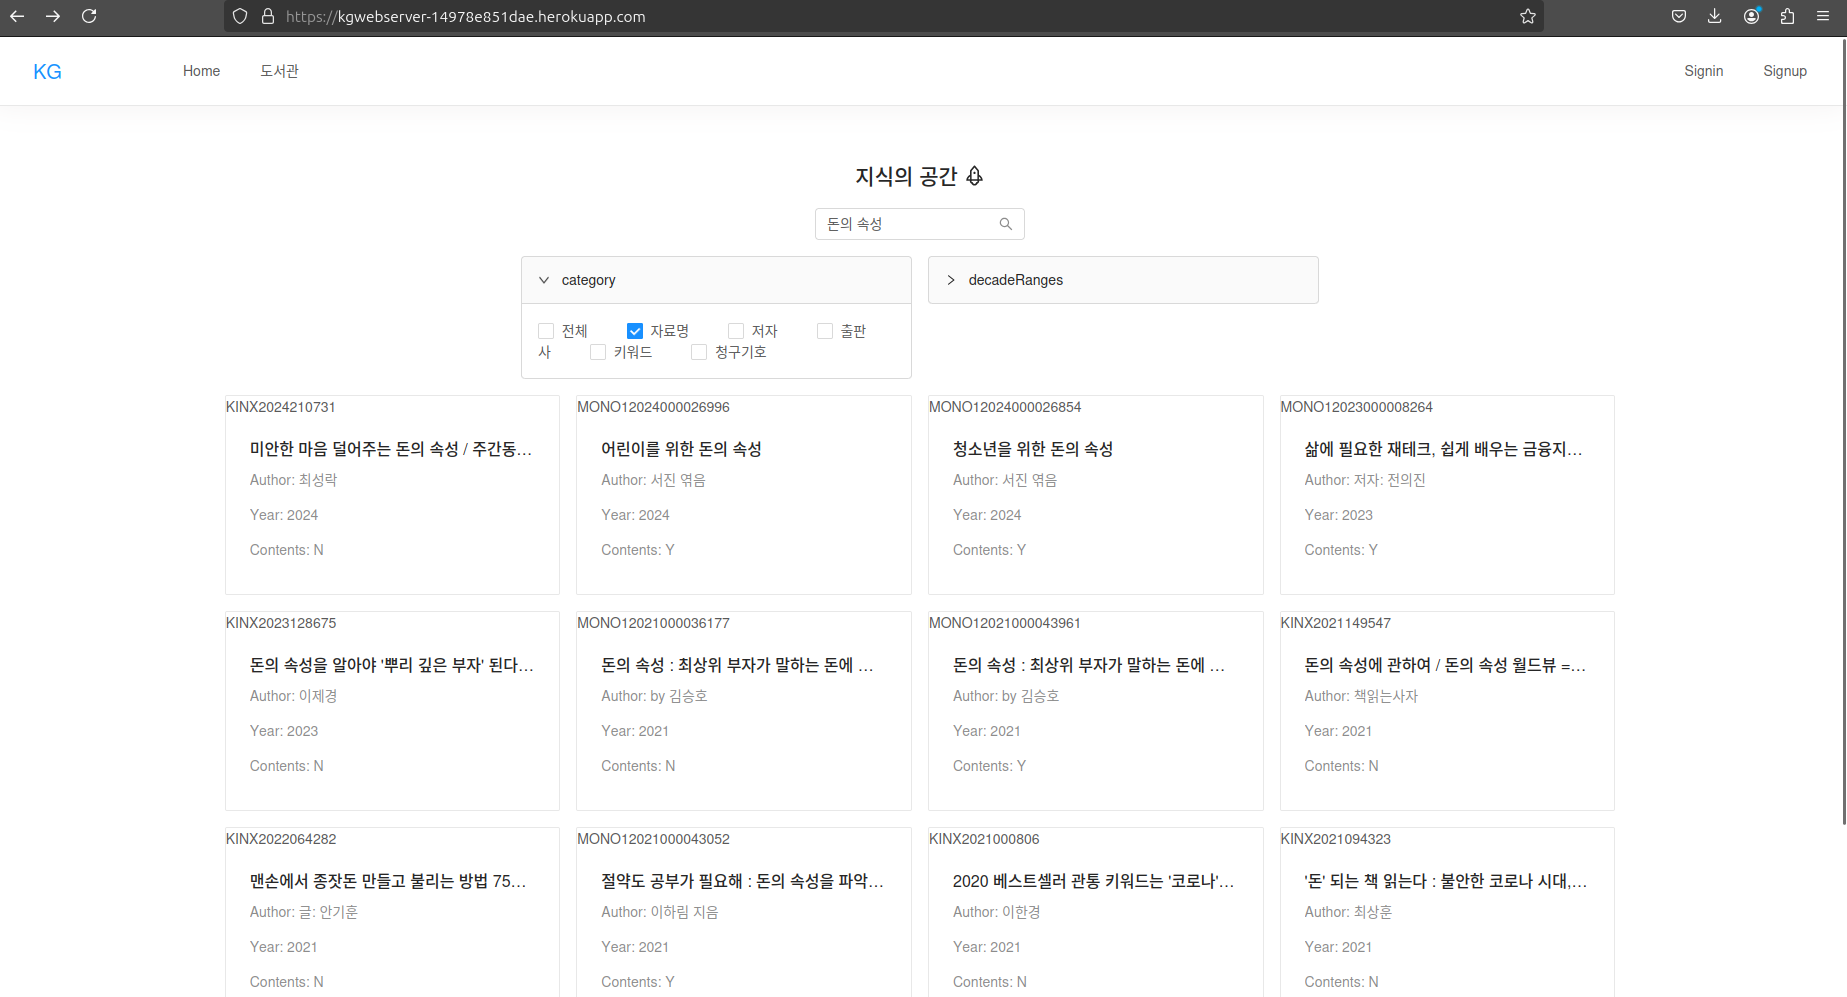 https://kgwebserver-14978e851dae.herokuapp.com
KG Home 도서관 Signin Signup
지식의 공간
돈의 속성
category
decadeRanges
전체 자료명 저자 출판
사 키워드 청구기호
KINX2024210731
미안한 마음 덜어주는 돈의 속성 / 주간동...
Author: 최성락
Year: 2024
Contents: N
MONO12024000026996
어린이를 위한 돈의 속성
Author: 서진 엮음
Year: 2024
Contents: Y
MONO12024000026854
청소년을 위한 돈의 속성
Author: 서진 엮음
Year: 2024
Contents: Y
MONO12023000008264
삶에 필요한 재테크, 쉽게 배우는 금융지...
Author: 저자: 전의진
Year: 2023
Contents: Y
KINX2023128675
돈의 속성을 알아야 '뿌리 깊은 부자' 된다...
Author: 이제경
Year: 2023
Contents: N
MONO12021000036177
돈의 속성 : 최상위 부자가 말하는 돈에 ...
Author: by 김승호
Year: 2021
Contents: N
MONO12021000043961
돈의 속성 : 최상위 부자가 말하는 돈에 ...
Author: by 김승호
Year: 2021
Contents: Y
KINX2021149547
돈의 속성에 관하여 / 돈의 속성 월드뷰 =...
Author: 책읽는사자
Year: 2021
Contents: N
KINX2022064282
맨손에서 종잣돈 만들고 불리는 방법 75...
Author: 글: 안기훈
Year: 2021
Contents: N
MONO12021000043052
절약도 공부가 필요해 : 돈의 속성을 파악...
Author: 이하림 지음
Year: 2021
Contents: Y
KINX2021000806
2020 베스트셀러 관통 키워드는 '코로나'...
Author: 이한경
Year: 2021
Contents: N
KINX2021094323
'돈' 되는 책 읽는다 : 불안한 코로나 시대,...
Author: 최상훈
Year: 2021
Contents: N